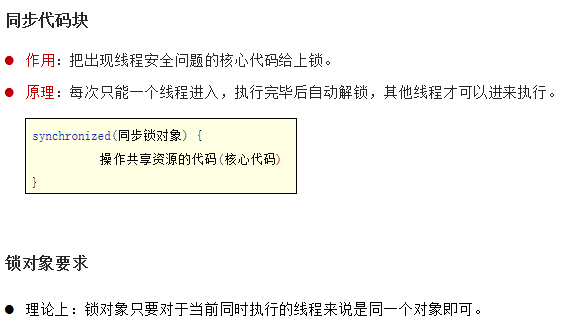 同步代码块
● 作用：把出现线程安全问题的核心代码给上锁。
● 原理：每次只能一个线程进入，执行完毕后自动解锁，其他线程才可以进来执行。
synchronized(同步锁对象) {
操作共享资源的代码(核心代码)
}
锁对象要求
● 理论上：锁对象只要对于当前同时执行的线程来说是同一个对象即可。